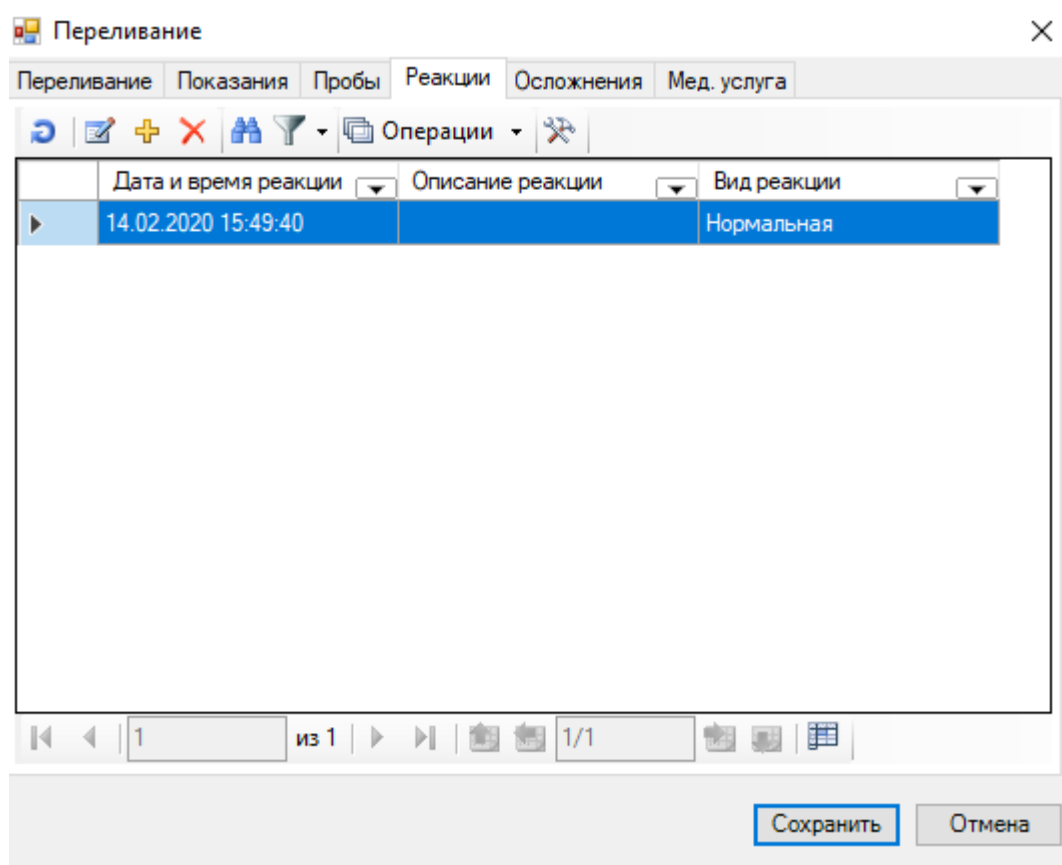 Переливание
Переливание Показания Пробы Реакции Осложнения Мед. услуга
Операции
Дата и время реакции Описание реакции Вид реакции
14.02.2020 15:49:40 Нормальная
1 из 1 1/1
Сохранить Отмена